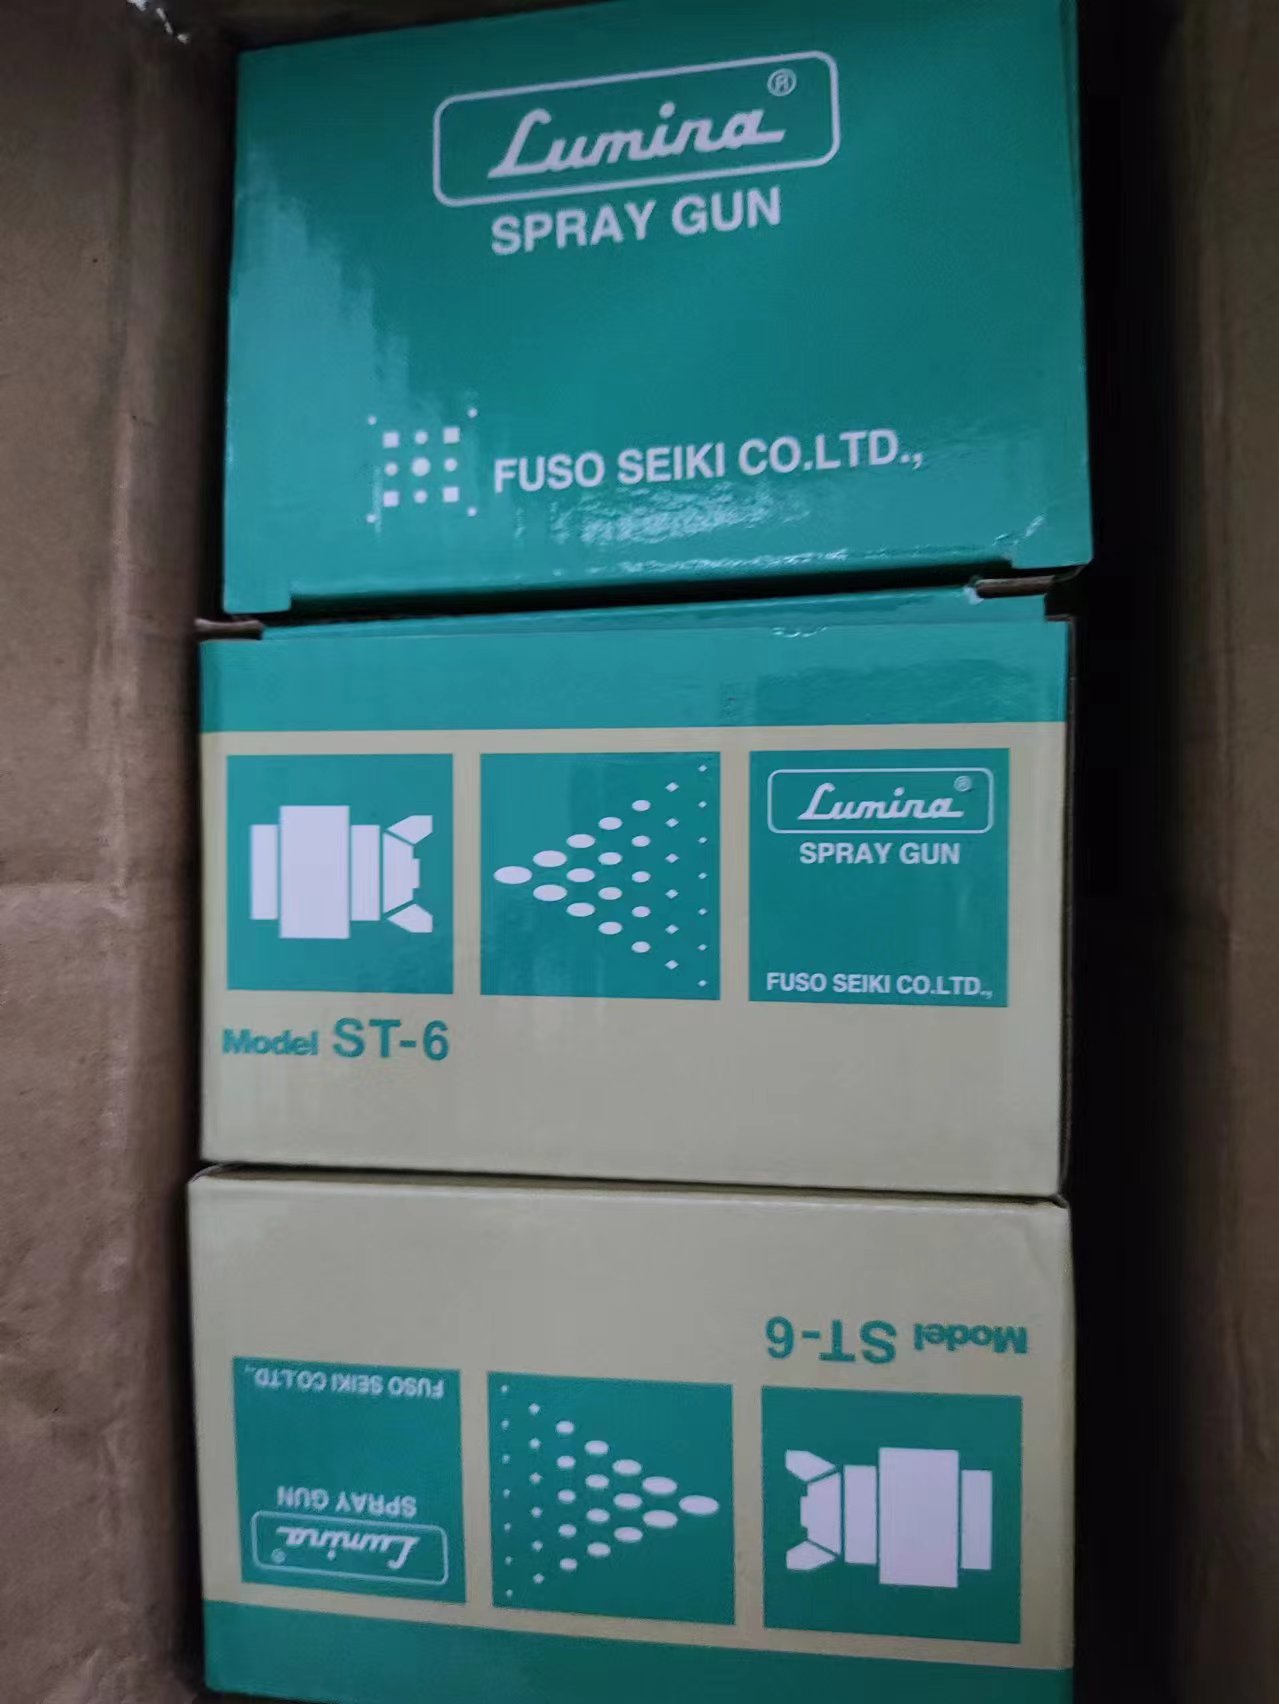 Lumina®
SPRAY GUN
FUSO SEIKI CO.LTD.,
Lumina®
SPRAY GUN
FUSO SEIKI CO.LTD.,
Model ST-6
Model ST-6
FUSO SEIKI CO.LTD.,
SPRAY GUN
Lumina®